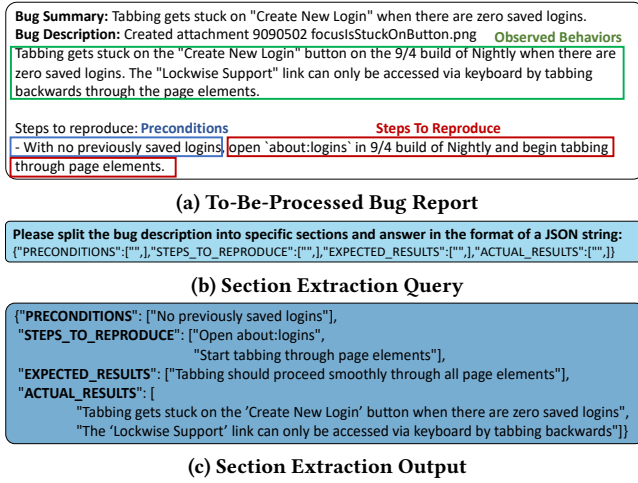 Bug Summary: Tabbing gets stuck on "Create New Login" when there are zero saved logins.
Bug Description: Created attachment 9090502 focusIsStuckOnButton.png
Observed Behaviors
Tabbing gets stuck on the "Create New Login" button on the 9/4 build of Nightly when there are
zero saved logins. The "Lockwise Support" link can only be accessed via keyboard by tabbing
backwards through the page elements.
Steps to reproduce: Preconditions
Steps To Reproduce
- With no previously saved logins, open `about:logins` in 9/4 build of Nightly and begin tabbing
through page elements.
(a) To-Be-Processed Bug Report
Please split the bug description into specific sections and answer in the format of a JSON string:
{"PRECONDITIONS":["",],"STEPS_TO_REPRODUCE":["",],"EXPECTED_RESULTS":["",],"ACTUAL_RESULTS":["",]}
(b) Section Extraction Query
{"PRECONDITIONS": ["No previously saved logins"],
"STEPS_TO_REPRODUCE": ["Open about:logins",
"Start tabbing through page elements"],
"EXPECTED_RESULTS": ["Tabbing should proceed smoothly through all page elements"],
"ACTUAL_RESULTS": [
"Tabbing gets stuck on the 'Create New Login' button when there are zero saved logins",
"The 'Lockwise Support' link can only be accessed via keyboard by tabbing backwards"]}
(c) Section Extraction Output